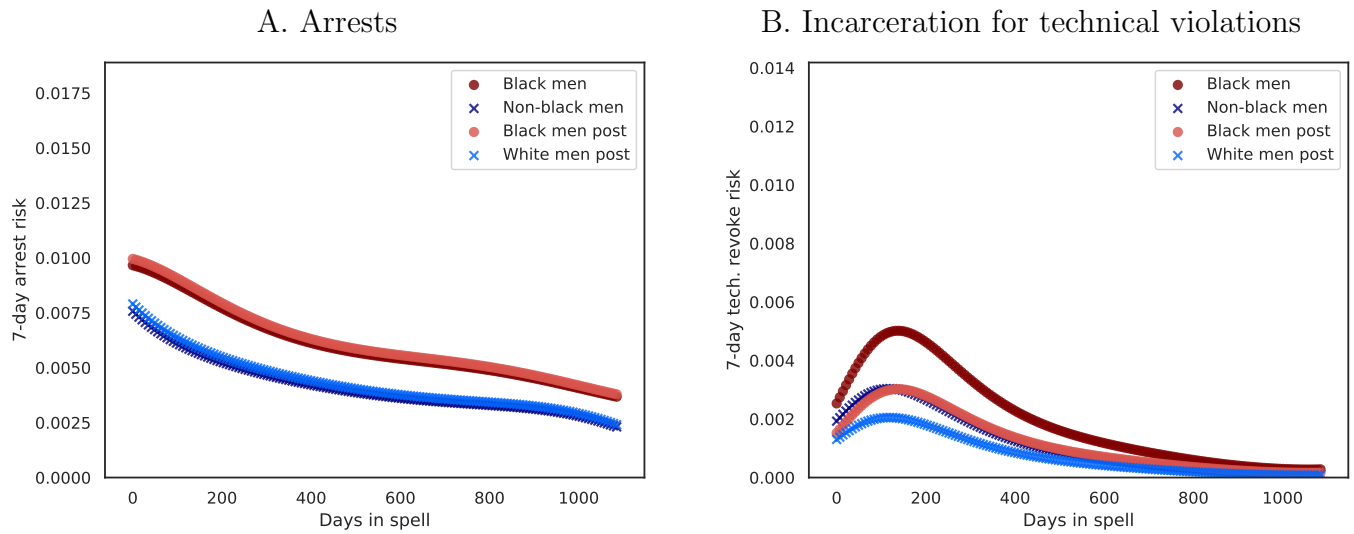 A. Arrests
0.0175
0.0150
0.0125
0.0100
0.0075
0.0050
0.0025
0.0000
7-day arrest risk
0 200 400 600 800 1000
Days in spell
Black men
Non-black men
Black men post
White men post
B. Incarceration for technical violations
0.014
0.012
0.010
0.008
0.006
0.004
0.002
0.000
7-day tech. revoke risk
0 200 400 600 800 1000
Days in spell
Black men
Non-black men
Black men post
White men post